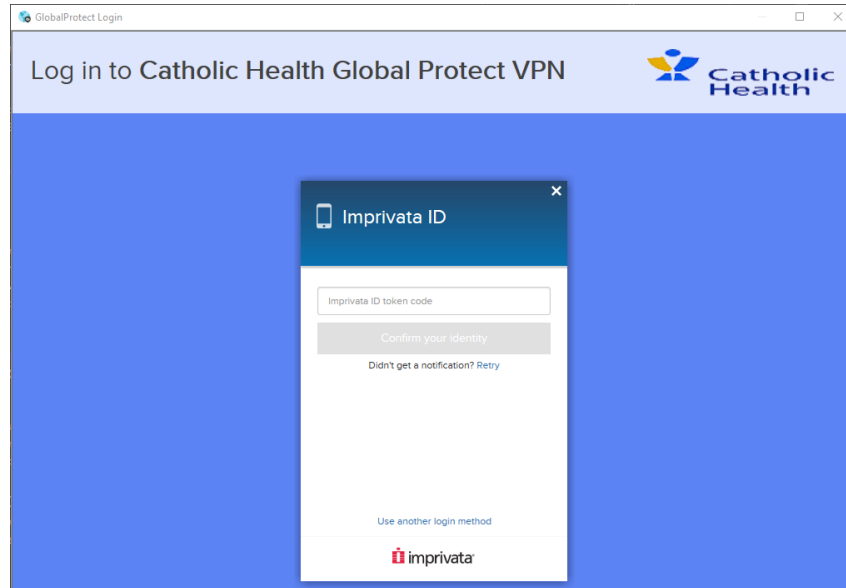 GlobalProtect Login
Log in to Catholic Health Global Protect VPN
Catholic
Health
Imprivata ID
Imprivata ID token code
Confirm your identity
Didn't get a notification? Retry
Use another login method
imprivata